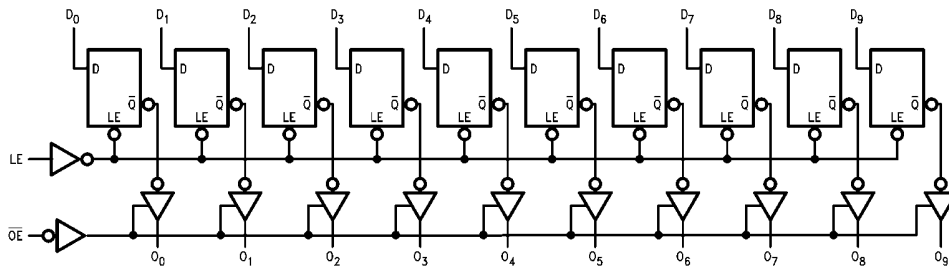 D0 D1 D2 D3 D4 D5 D6 D7 D8 D9
D D D D D D D D D D
Q̅ Q̅ Q̅ Q̅ Q̅ Q̅ Q̅ Q̅ Q̅ Q̅
LE LE LE LE LE LE LE LE LE LE
LE
O̅E̅
O0 O1 O2 O3 O4 O5 O6 O7 O8 O9